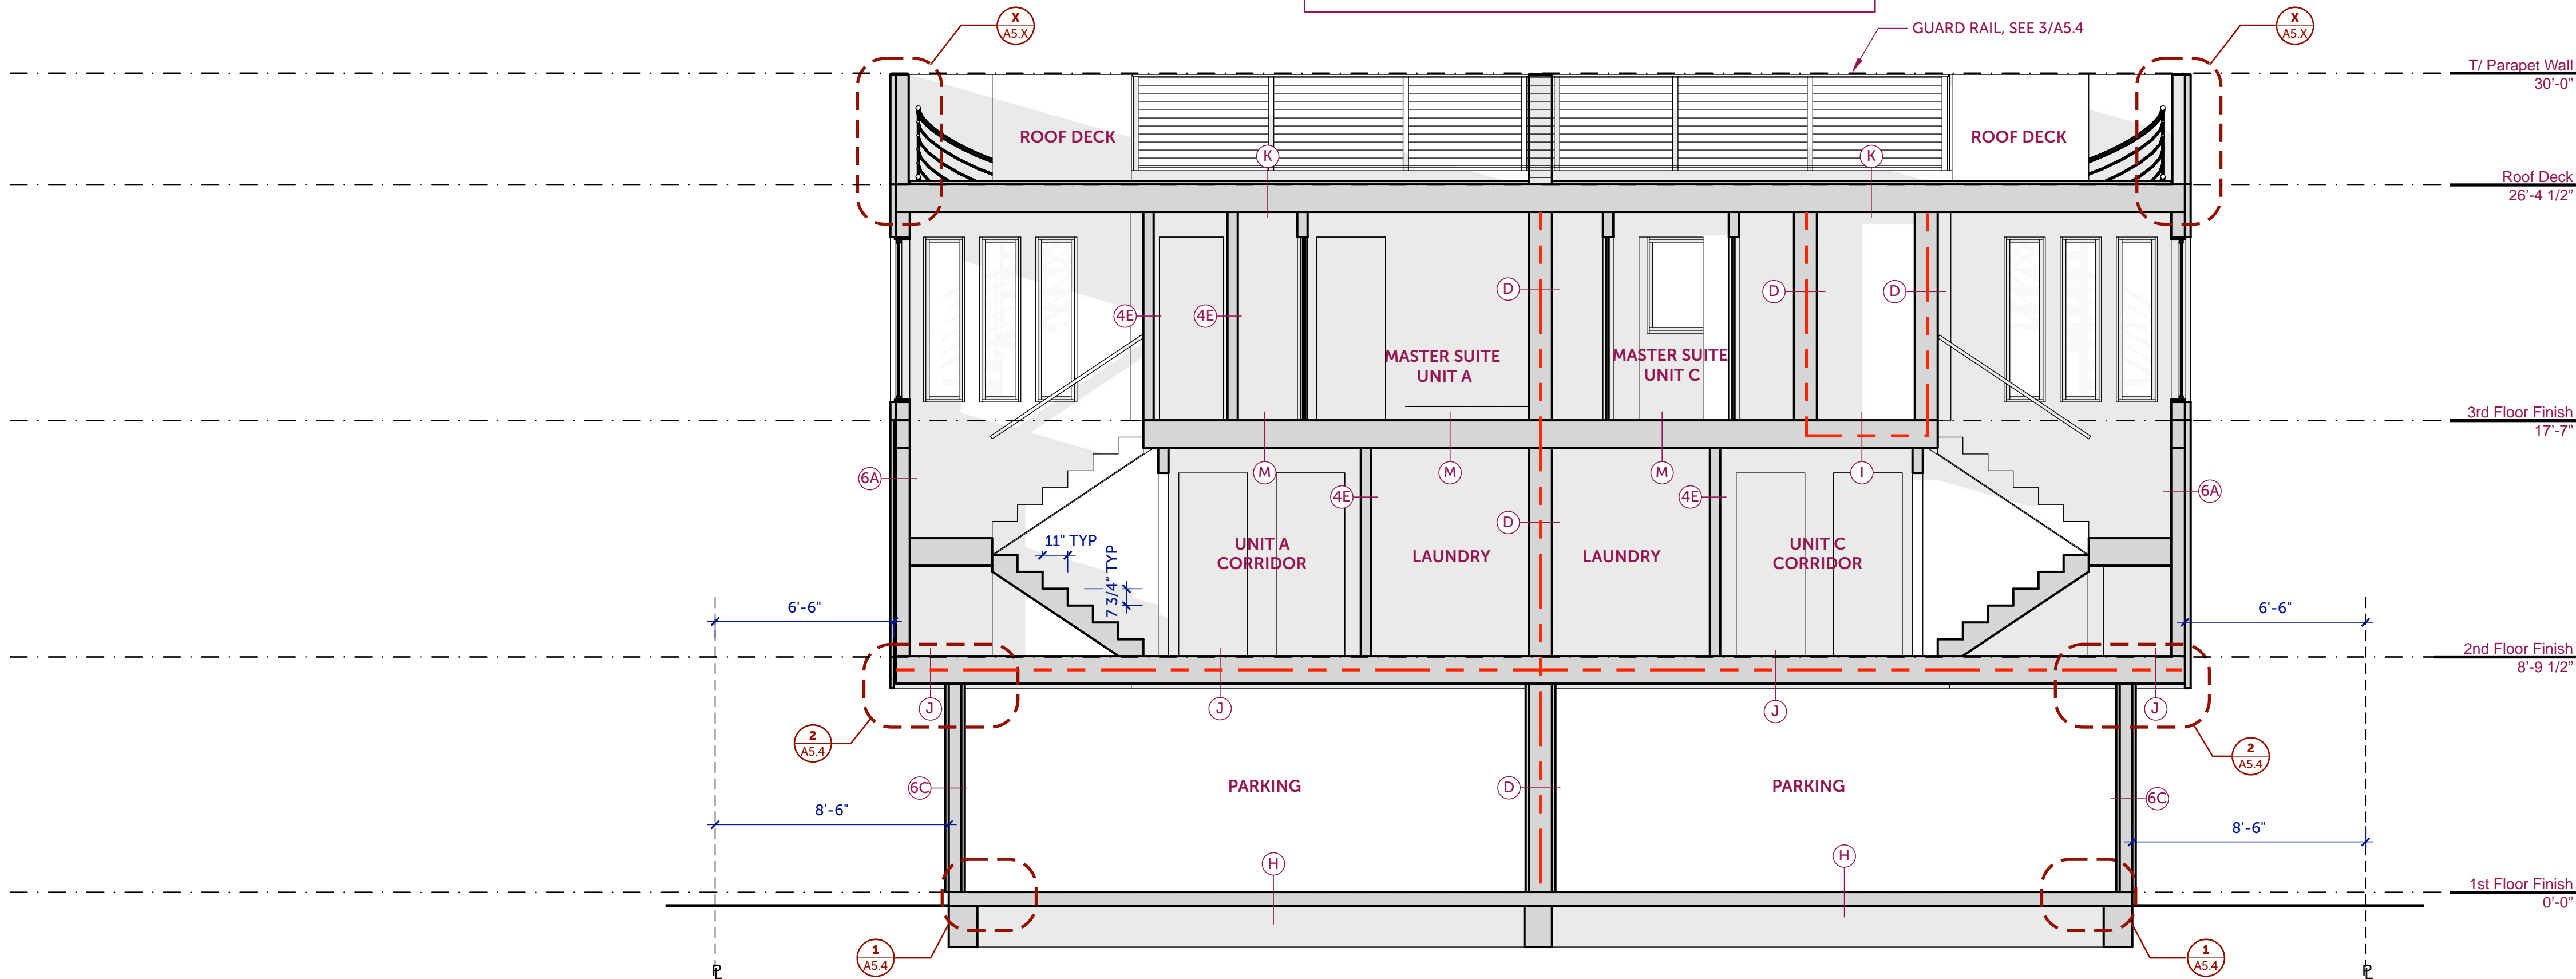 X
A5.X
GUARD RAIL, SEE 3/A5.4
X
A5.X
T/ Parapet Wall
30'-0"
ROOF DECK
ROOF DECK
K
K
Roof Deck
26'-4 1/2"
D
D
D
4E
4E
MASTER SUITE
UNIT A
MASTER SUITE
UNIT C
3rd Floor Finish
17'-7"
6A
M
M
M
I
6A
4E
4E
D
11" TYP
7 3/4" TYP
UNIT A
CORRIDOR
LAUNDRY
LAUNDRY
UNIT C
CORRIDOR
6'-6"
6'-6"
2nd Floor Finish
8'-9 1/2"
J
J
J
J
2
A5.4
2
A5.4
6C
PARKING
D
PARKING
6C
8'-6"
8'-6"
H
H
1st Floor Finish
0'-0"
1
A5.4
1
A5.4
PL
PL